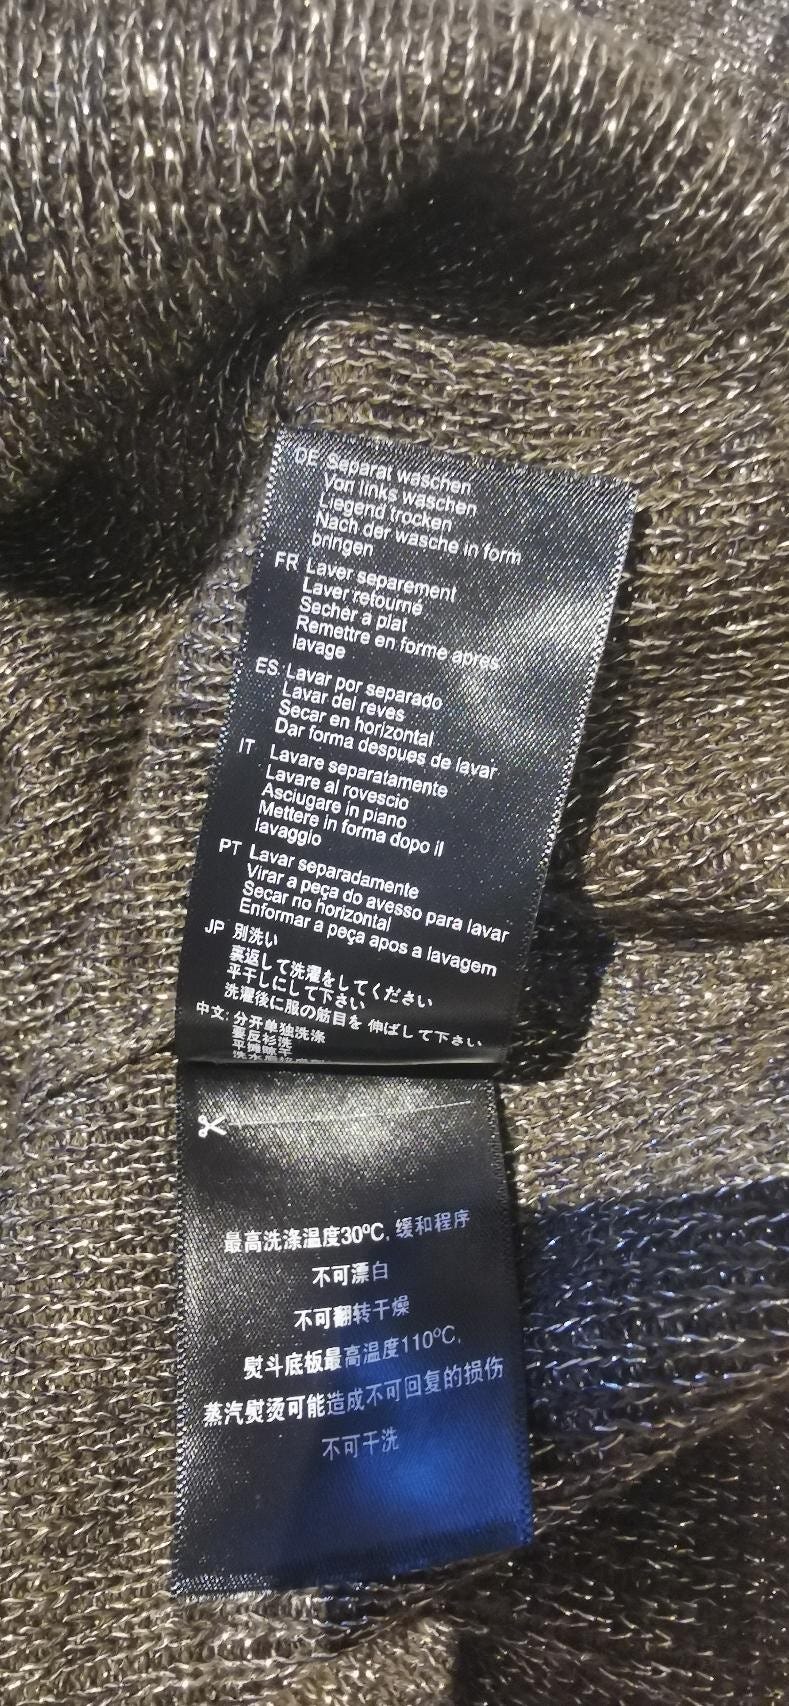 DE Separat waschen
Von links waschen
Liegend trocken
Nach der wasche in form
bringen
FR Laver separement
Laver retourné
Secher a plat
Remettre en forme apres
lavage
ES Lavar por separado
Lavar del reves
Secar en horizontal
Dar forma despues de lavar
IT Lavare separatamente
Lavare al rovescio
Asciugare in piano
Mettere in forma dopo il
lavaggio
PT Lavar separadamente
Virar a peça do avesso para lavar
Secar no horizontal
Enformar a peça apos a lavagem
JP 別洗い
裏返して洗濯をしてください
平干しにして下さい
洗濯後に服の筋目を 伸ばして下さい
中文: 分开单独洗涤
要反衫洗
平摊晾干
最高洗涤温度30ºC, 缓和程序
不可漂白
不可翻转干燥
熨斗底板最高温度110ºC,
蒸汽熨烫可能造成不可回复的损伤
不可干洗